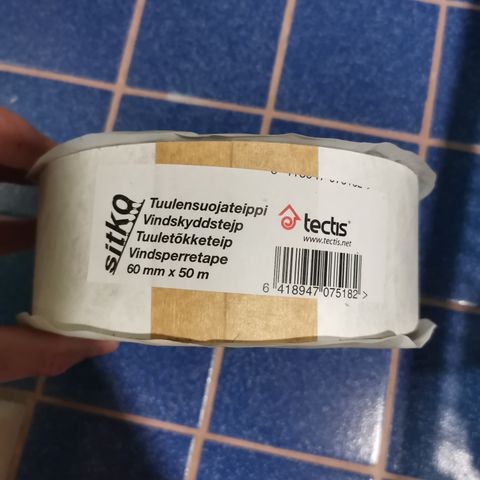 sitko
Tuulensuojateippi
Vindskyddstejp
Tuuletõkketeip
Vindsperretape
60 mm x 50 m
tectis
www.tectis.net
6 418947 075182 >